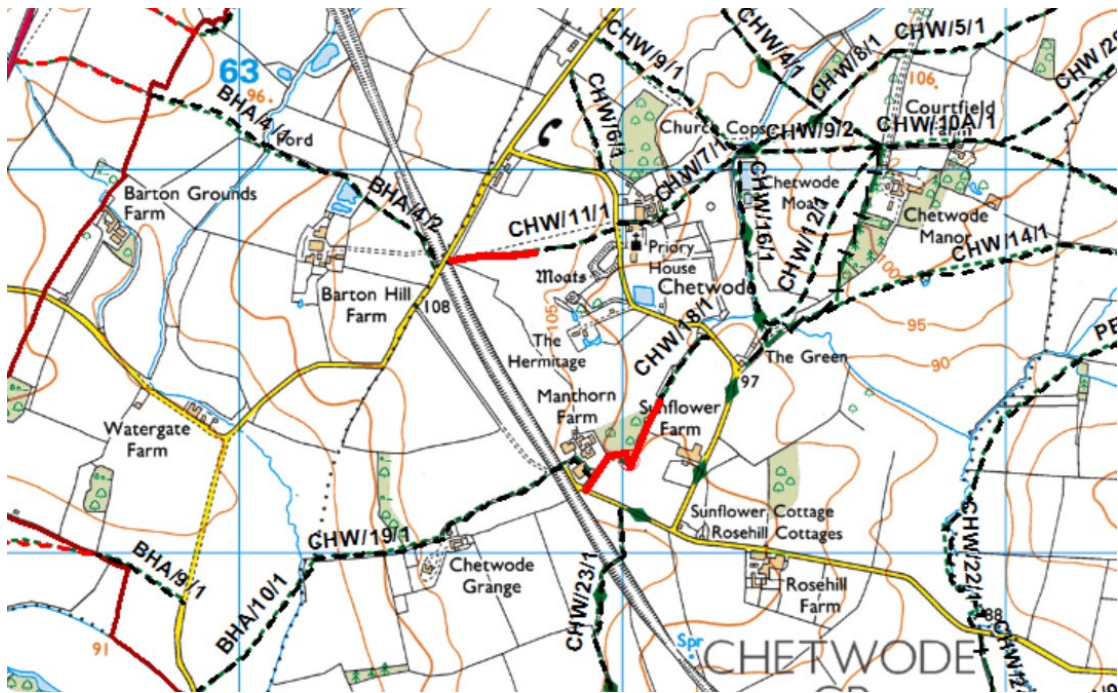 CHW/9/1
CHW/4/1
CHW/8/1
CHW/5/1
63
96
106
BHA/4/1
ford
CHW/6/1
Church Cops
CHW/9/2
Courtfield
CHW/10A/1
Barton Grounds
Farm
BHA/4/2
CHW/7/1
Chetwode
Moat
CHW/16/1
CHW/12/1
Chetwode
Manor
CHW/11/1
Priory
House
CHW/14/1
Moats
Chetwode
100
Barton Hill
Farm
108
105
The
Hermitage
CHW/18/1
95
The Green
90
97
Manthorn
Farm
Sunflower
Farm
Watergate
Farm
Sunflower Cottage
Rosehill Cottages
CHW/19/1
Chetwode
Grange
BHA/9/1
BHA/10/1
CHW/23/1
Rosehill
Farm
CHW/22/1
88
91
Spr
CHETWODE
CP